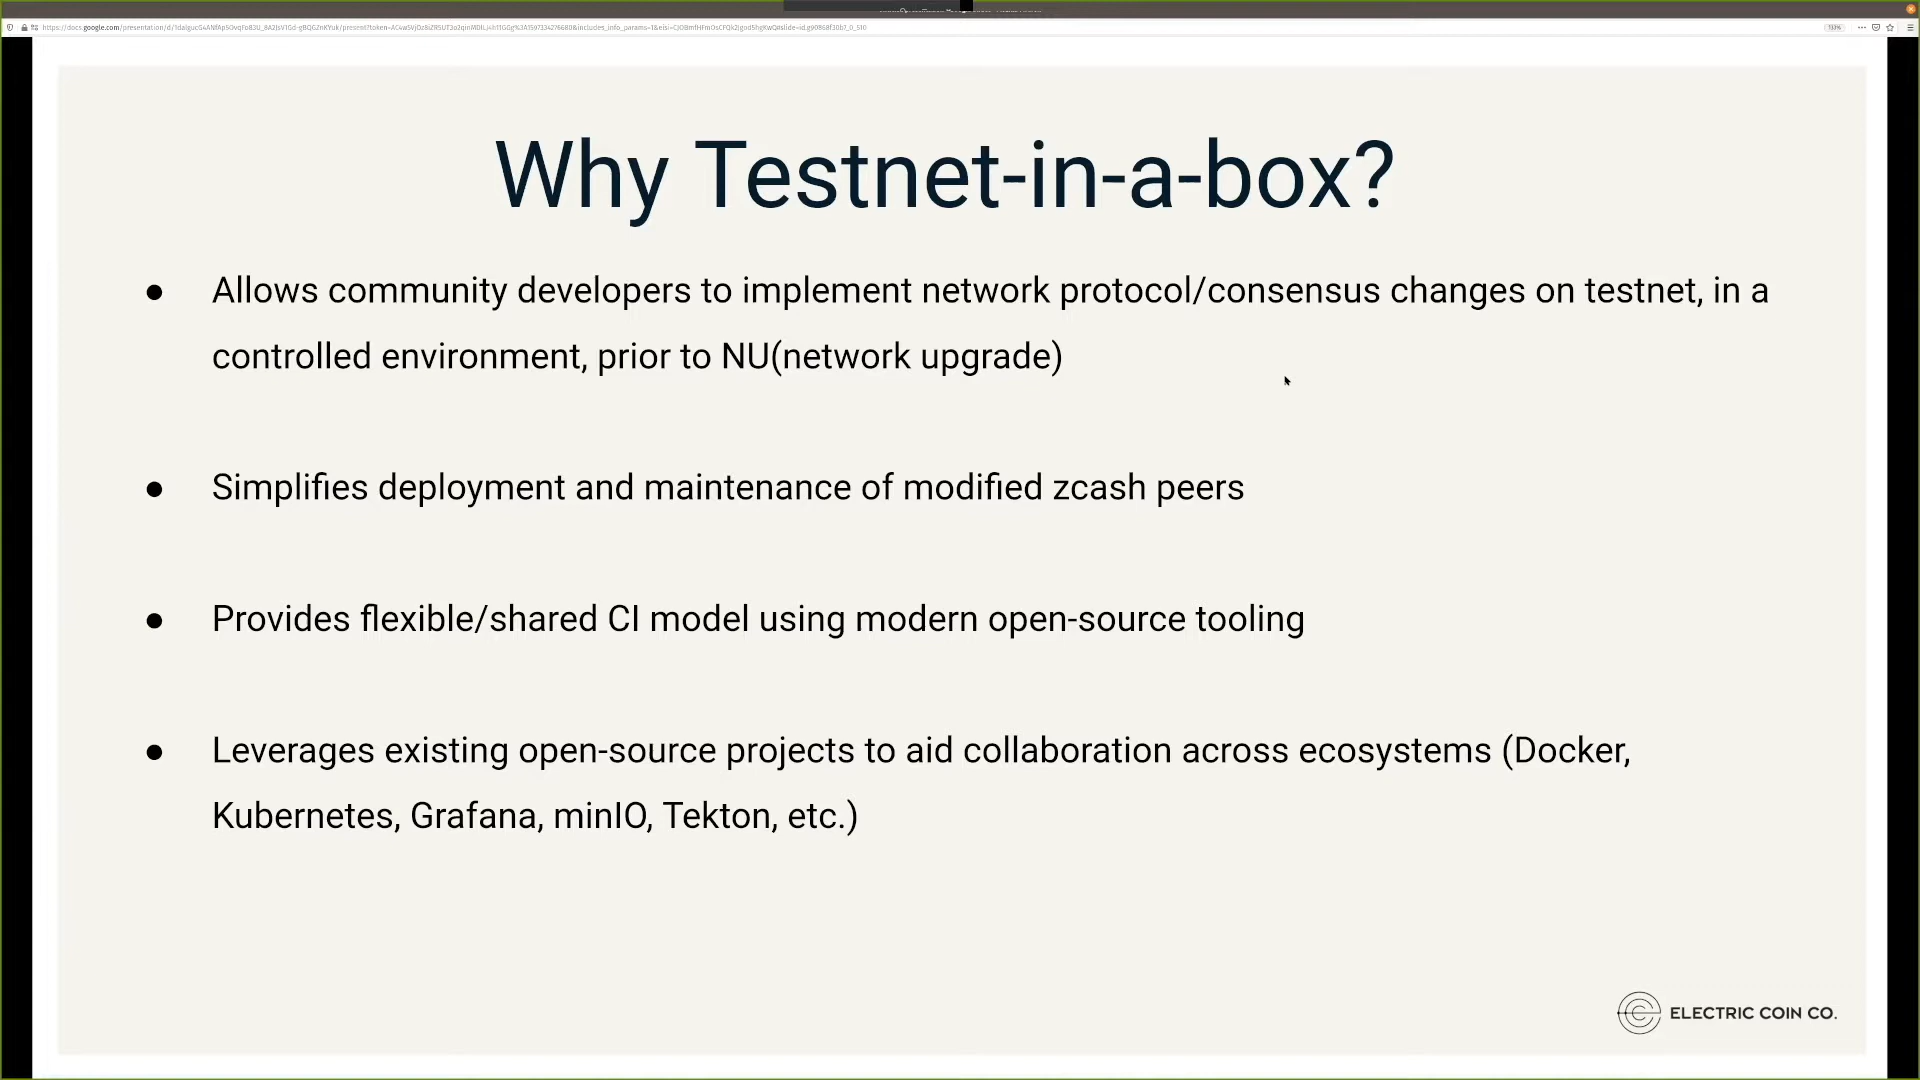 Why Testnet-in-a-box?
● Allows community developers to implement network protocol/consensus changes on testnet, in a
controlled environment, prior to NU(network upgrade)
● Simplifies deployment and maintenance of modified zcash peers
● Provides flexible/shared CI model using modern open-source tooling
● Leverages existing open-source projects to aid collaboration across ecosystems (Docker,
Kubernetes, Grafana, minIO, Tekton, etc.)
ELECTRIC COIN CO.